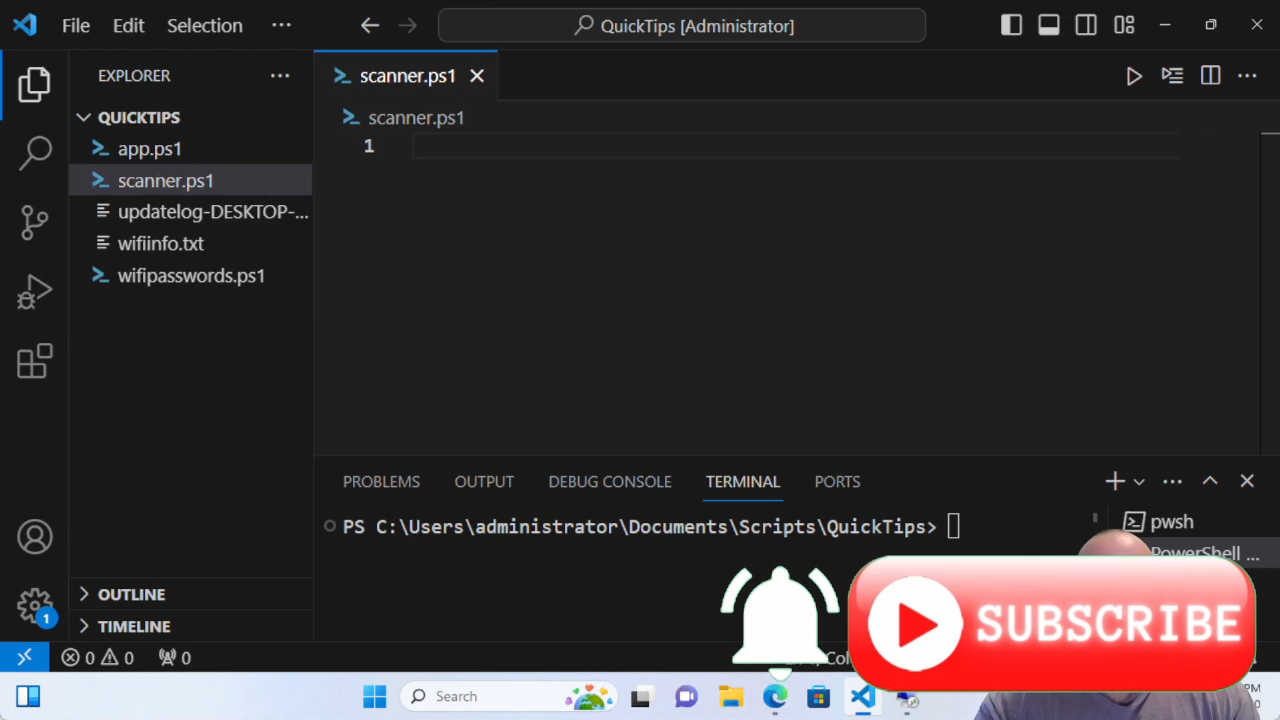 File Edit Selection ···
QuickTips [Administrator]
EXPLORER ···
QUICKTIPS
app.ps1
scanner.ps1
updatelog-DESKTOP-...
wifiinfo.txt
wifipasswords.ps1
OUTLINE
TIMELINE
scanner.ps1
scanner.ps1
1
PROBLEMS OUTPUT DEBUG CONSOLE TERMINAL PORTS
PS C:\Users\administrator\Documents\Scripts\QuickTips>
pwsh
PowerShell ...
SUBSCRIBE
1
0 0 0
Search